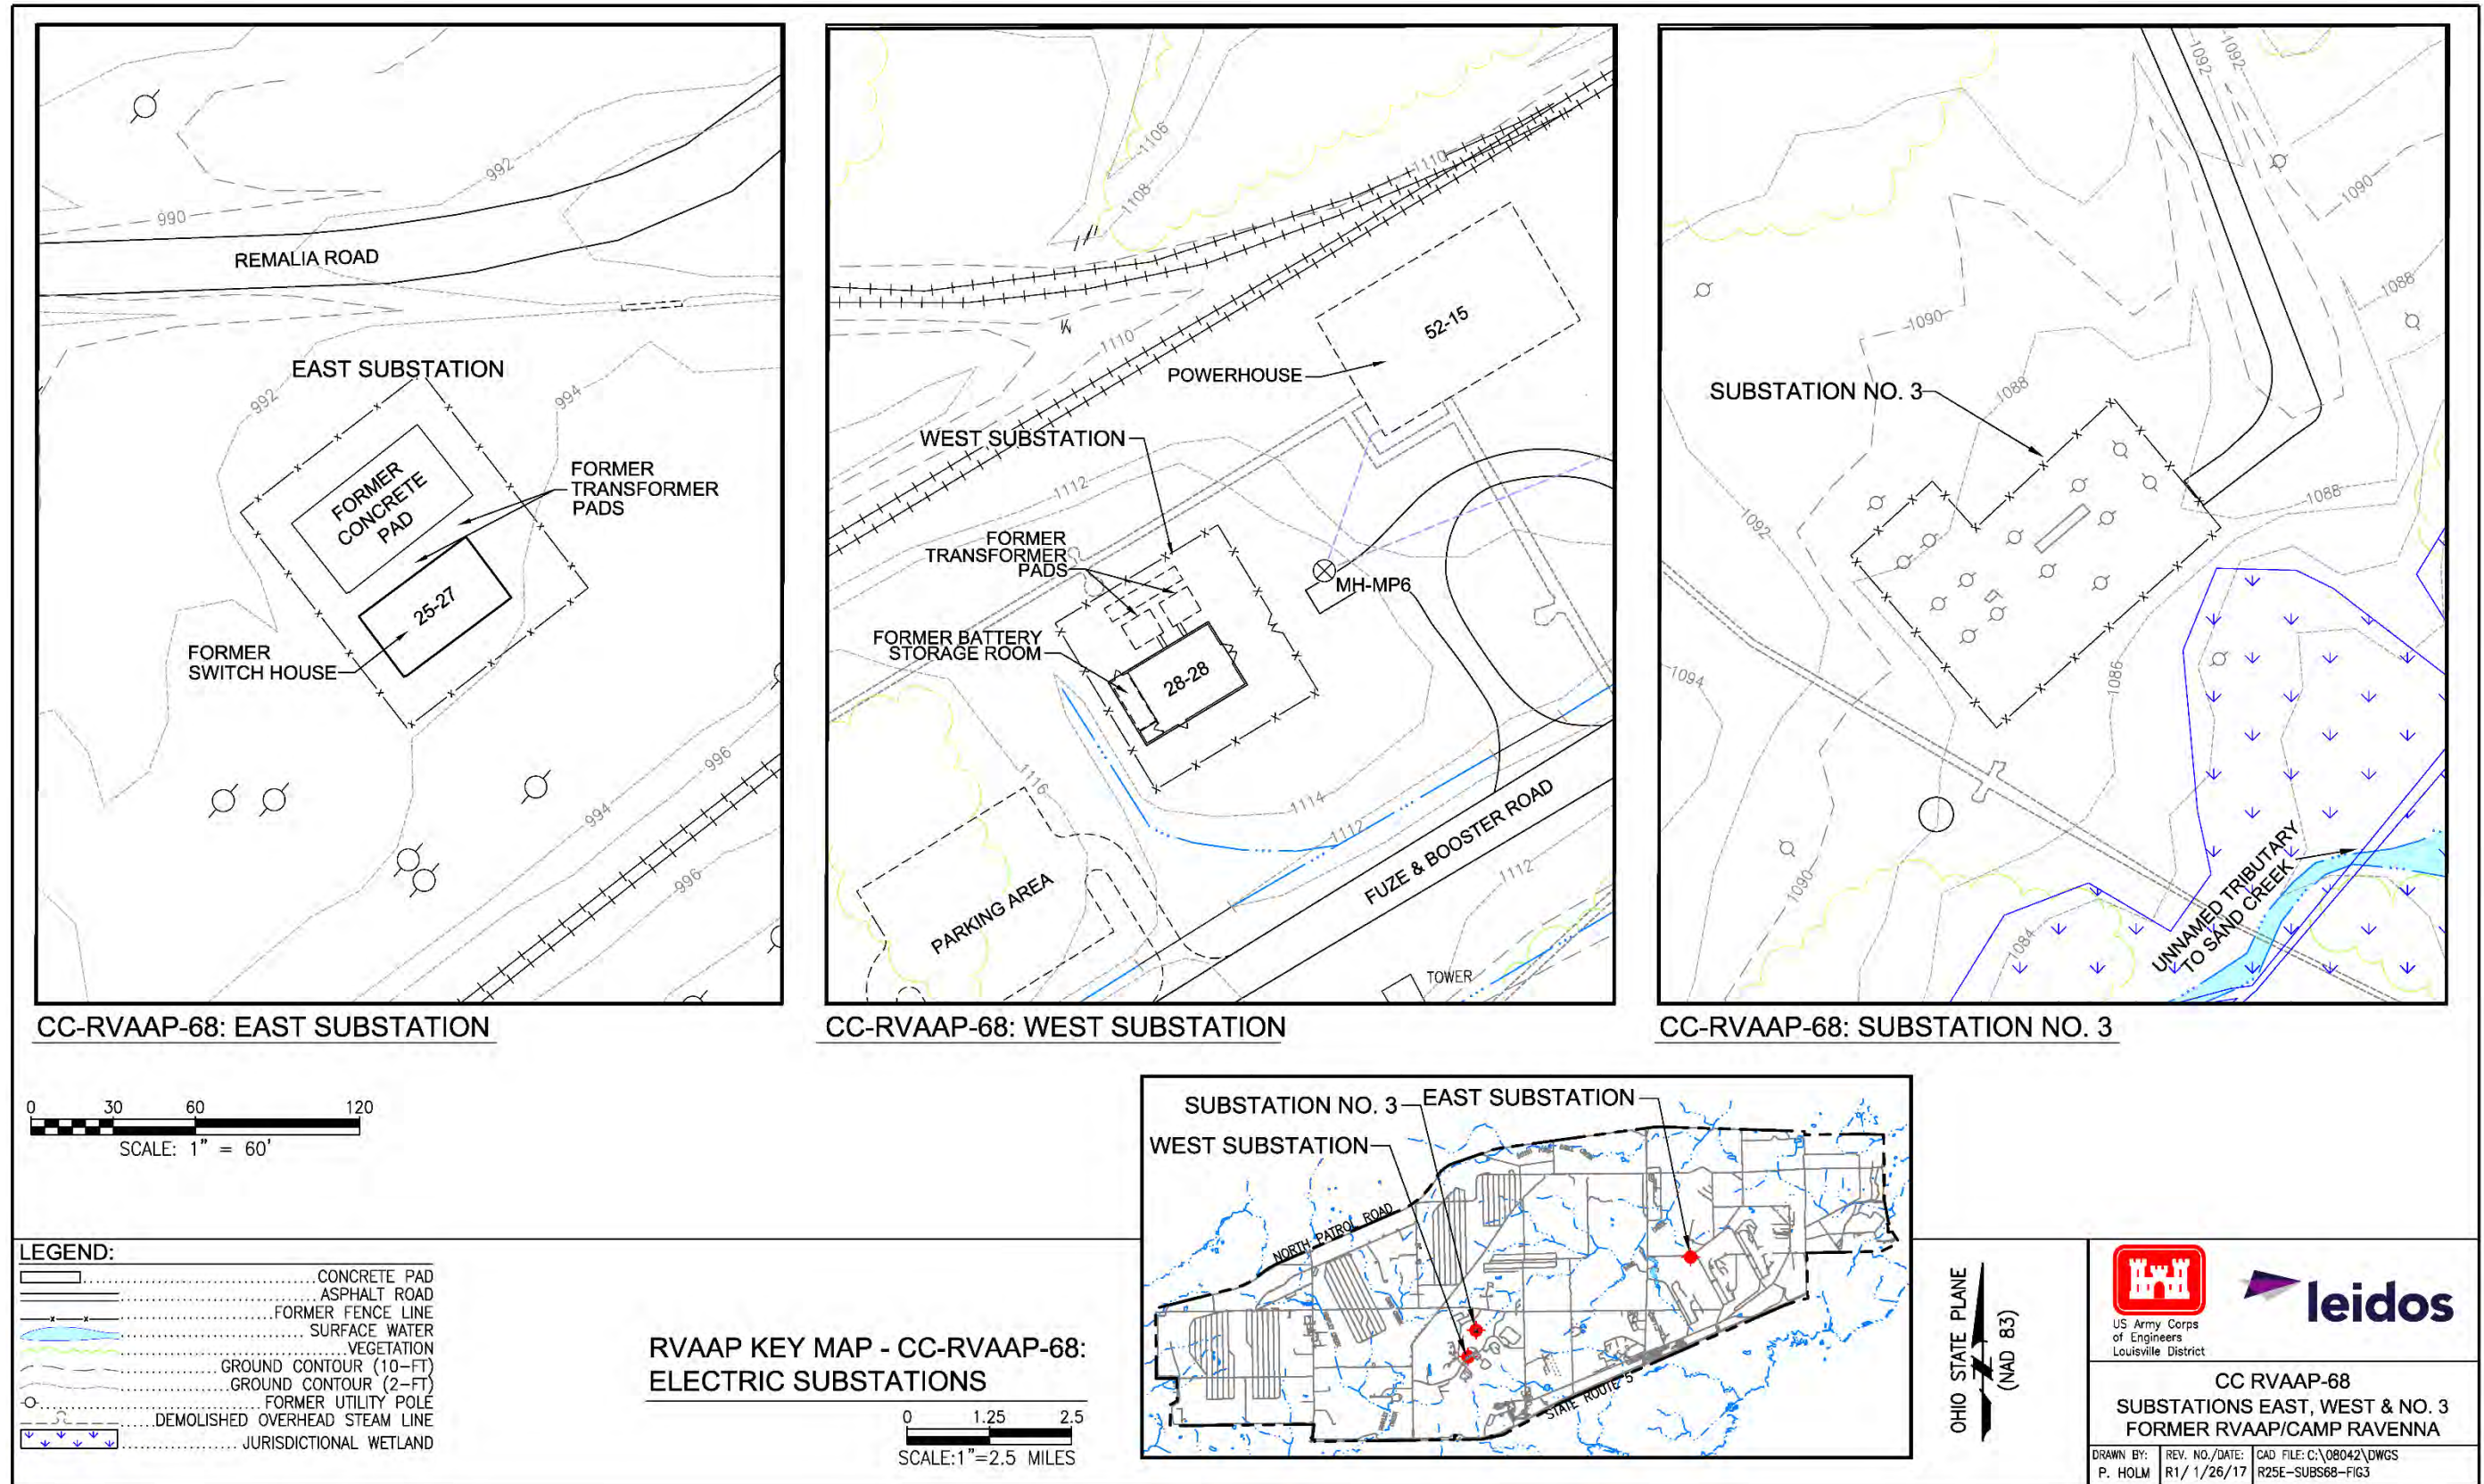 992
990
REMALIA ROAD
EAST SUBSTATION
992
994
FORMER
CONCRETE
PAD
FORMER
TRANSFORMER
PADS
25-27
FORMER
SWITCH HOUSE
996
994
996
CC-RVAAP-68: EAST SUBSTATION
1106
1108
1110
1110
52-15
POWERHOUSE
WEST SUBSTATION
1112
FORMER
TRANSFORMER
PADS
MH-MP6
FORMER BATTERY
STORAGE ROOM
28-28
1116
1114
1112
FUZE & BOOSTER ROAD
1112
PARKING AREA
TOWER
CC-RVAAP-68: WEST SUBSTATION
1092
1092
1090
1088
1090
SUBSTATION NO. 3
1088
1088
1092
1094
1086
1090
1084
UNNAMED TRIBUTARY
TO SAND CREEK
CC-RVAAP-68: SUBSTATION NO. 3
0 30 60 120
SCALE: 1" = 60'
SUBSTATION NO. 3
EAST SUBSTATION
WEST SUBSTATION
NORTH PATROL ROAD
STATE ROUTE 5
LEGEND:
CONCRETE PAD
ASPHALT ROAD
FORMER FENCE LINE
SURFACE WATER
VEGETATION
GROUND CONTOUR (10-FT)
GROUND CONTOUR (2-FT)
FORMER UTILITY POLE
DEMOLISHED OVERHEAD STEAM LINE
JURISDICTIONAL WETLAND
RVAAP KEY MAP - CC-RVAAP-68:
ELECTRIC SUBSTATIONS
0 1.25 2.5
SCALE:1"=2.5 MILES
OHIO STATE PLANE
(NAD 83)
N
US Army Corps
of Engineers
Louisville District
leidos
CC RVAAP-68
SUBSTATIONS EAST, WEST & NO. 3
FORMER RVAAP/CAMP RAVENNA
DRAWN BY:
P. HOLM
REV. NO./DATE:
R1/ 1/26/17
CAD FILE: C:\08042\DWGS
R25E-SUBS68-FIG3